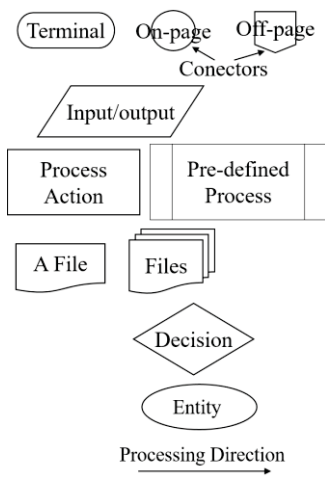 Terminal
On-page
Off-page
Conectors
Input/output
Process
Action
Pre-defined
Process
A File
Files
Decision
Entity
Processing Direction